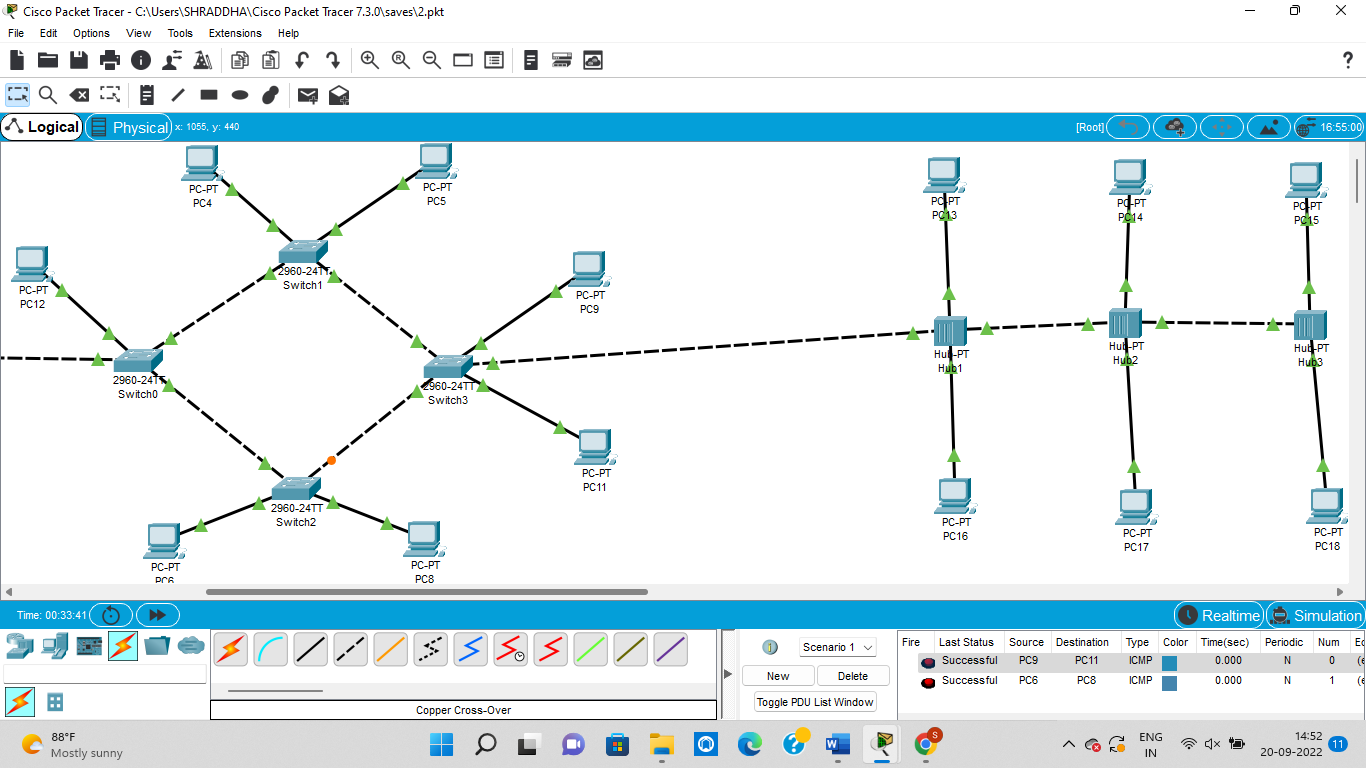 Cisco Packet Tracer - C:\Users\SHRADDHA\Cisco Packet Tracer 7.3.0\saves\2.pkt
File Edit Options View Tools Extensions Help
?
Logical Physical x: 1055, y: 440 [Root] 16:55:00
PC-PT
PC4
PC-PT
PC5
PC-PT
PC13
PC-PT
PC14
PC-PT
PC15
2960-24TT
Switch1
PC-PT
PC12
PC-PT
PC9
2960-24TT
Switch0
2960-24TT
Switch3
Hub-PT
Hub1
Hub-PT
Hub2
Hub-PT
Hub3
PC-PT
PC11
2960-24TT
Switch2
PC-PT
PC16
PC-PT
PC17
PC-PT
PC18
PC-PT
PC6
PC-PT
PC8
Time: 00:33:41 Realtime Simulation
Scenario 1
New Delete
Toggle PDU List Window
Fire Last Status Source Destination Type Color Time(sec) Periodic Num Ec
Successful PC9 PC11 ICMP 0.000 N 0 (e
Successful PC6 PC8 ICMP 0.000 N 1 (e
Copper Cross-Over
88°F
Mostly sunny
S
ENG
IN
14:52
20-09-2022
11